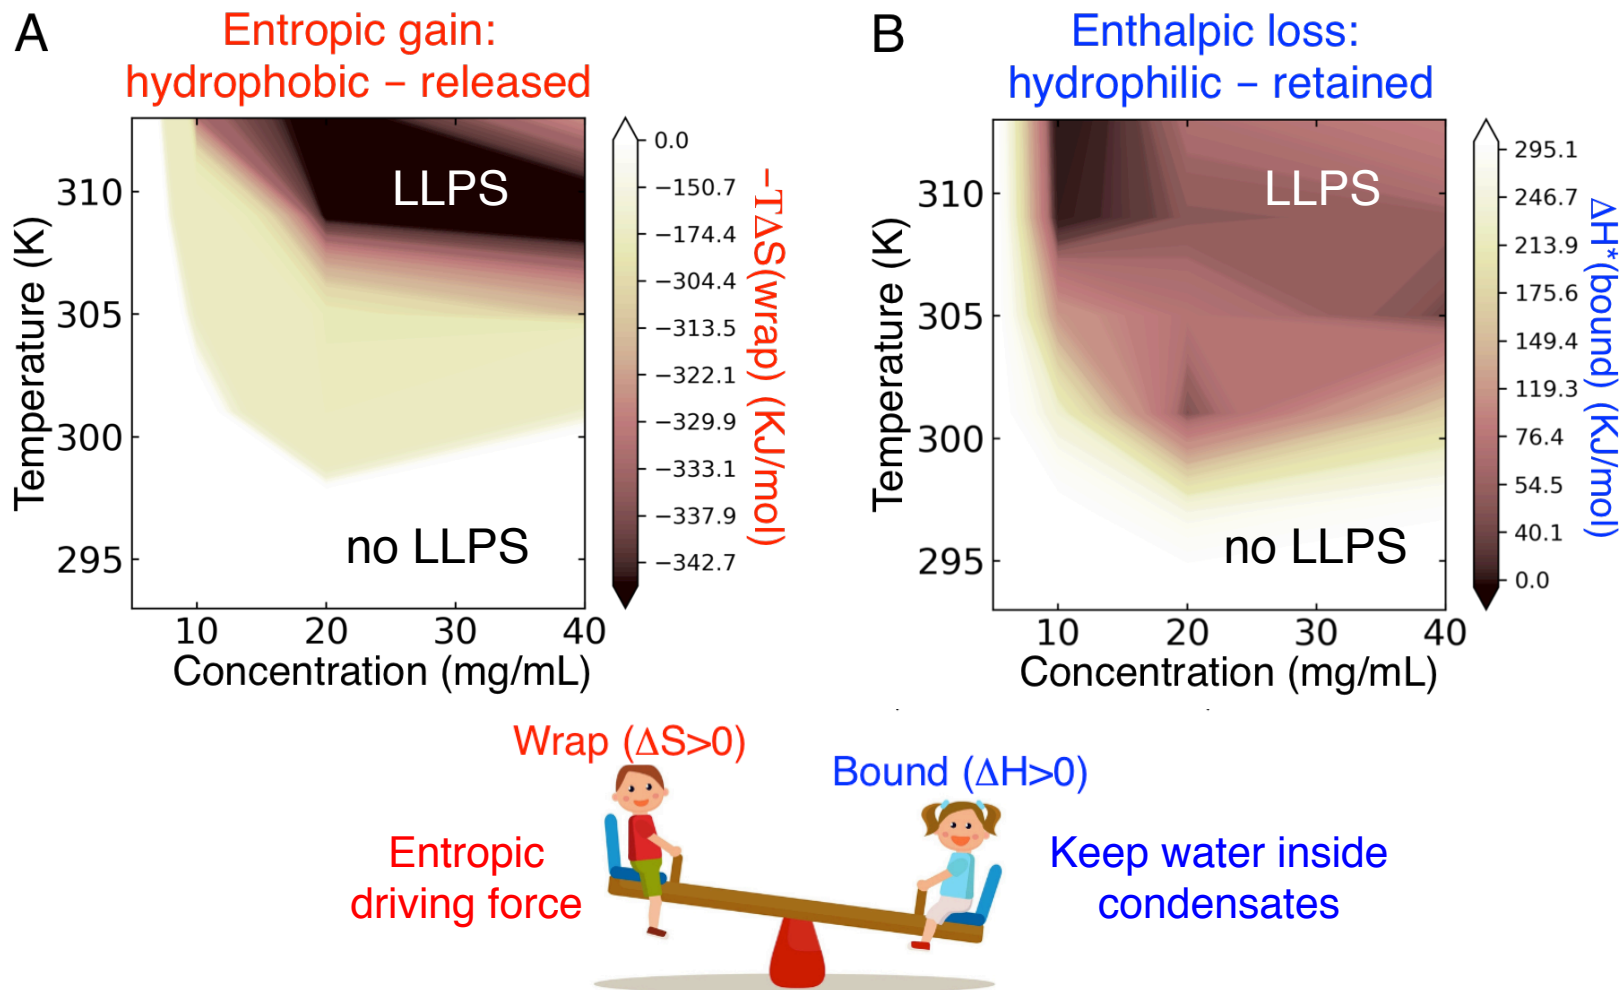 A
Entropic gain:
hydrophobic – released
310
305
300
295
Temperature (K)
10 20 30 40
Concentration (mg/mL)
LLPS
no LLPS
0.0
−150.7
−174.4
−304.4
−313.5
−322.1
−329.9
−333.1
−337.9
−342.7
−TΔS(wrap) (KJ/mol)
B
Enthalpic loss:
hydrophilic – retained
310
305
300
295
Temperature (K)
10 20 30 40
Concentration (mg/mL)
LLPS
no LLPS
295.1
246.7
213.9
175.6
149.4
119.3
76.4
54.5
40.1
0.0
ΔH*(bound) (KJ/mol)
Wrap (ΔS>0)
Bound (ΔH>0)
Entropic
driving force
Keep water inside
condensates